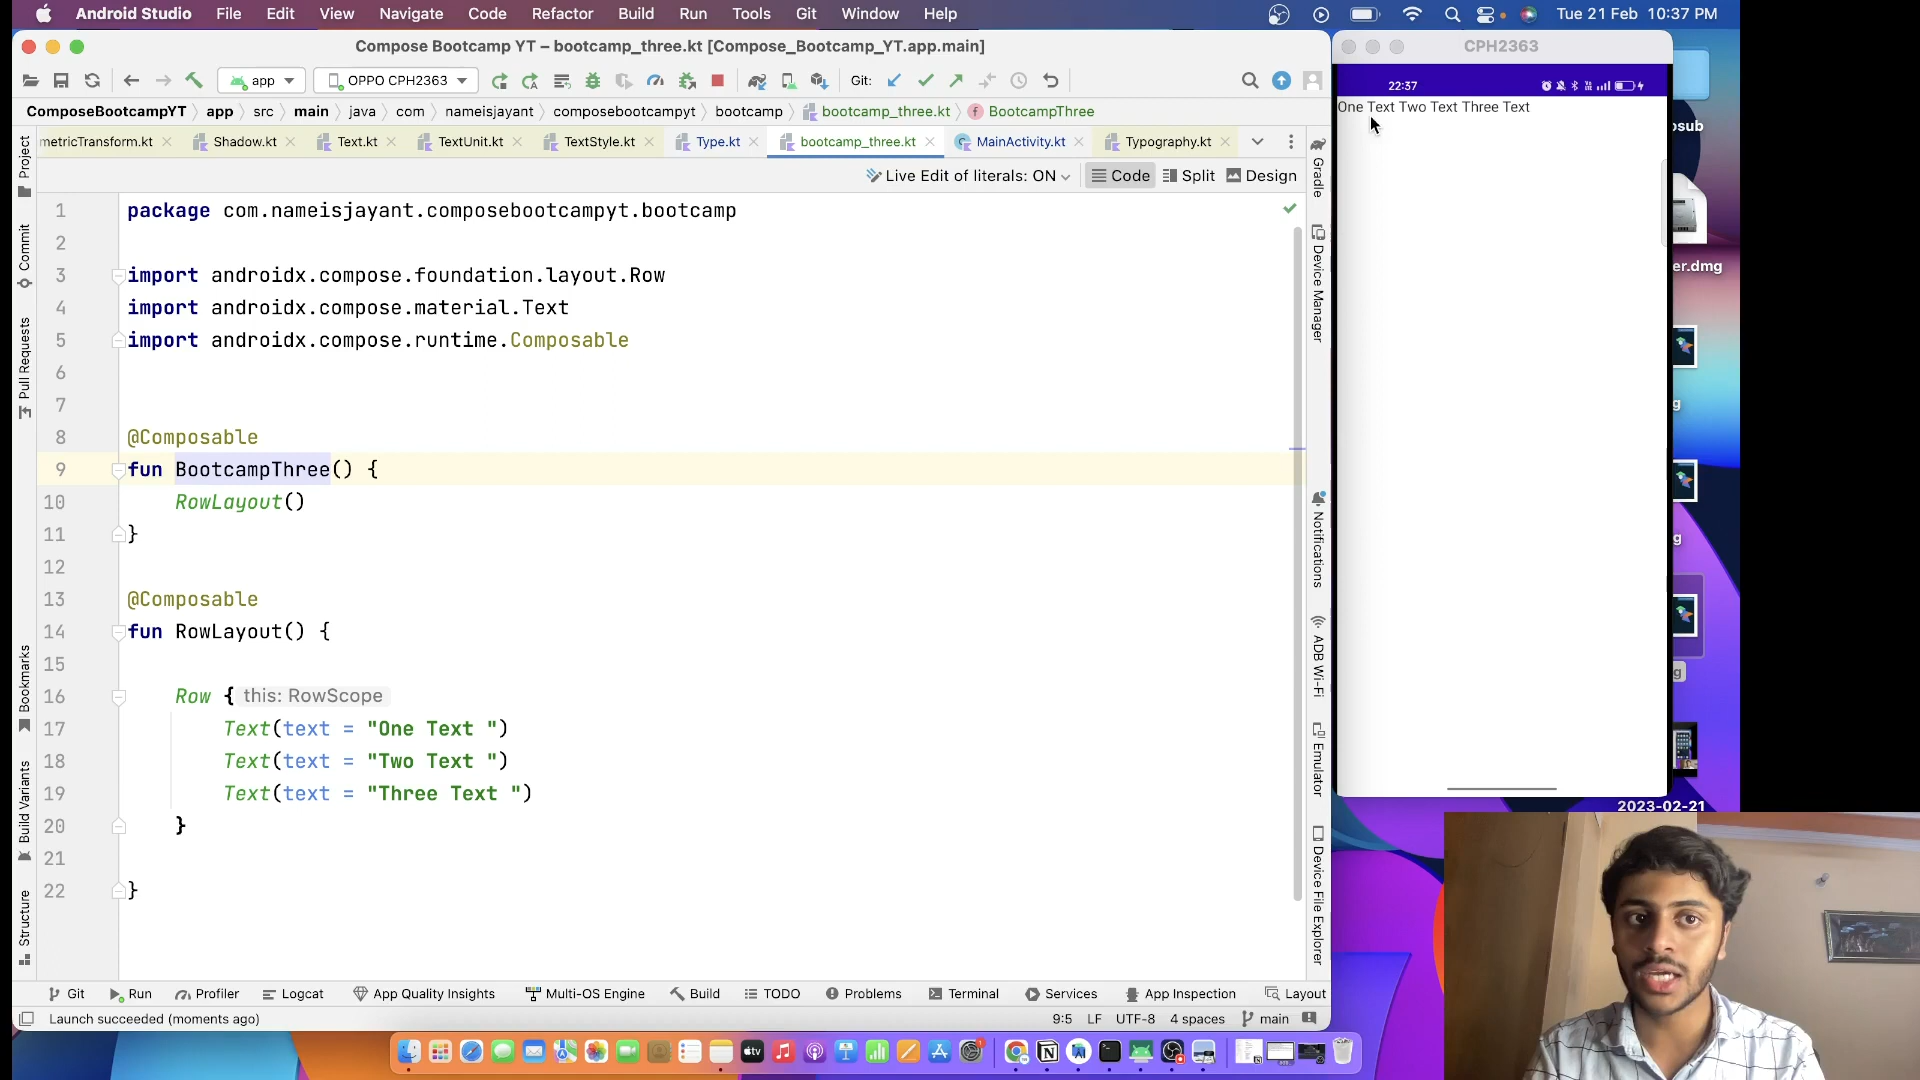 Android Studio File Edit View Navigate Code Refactor Build Run Tools Git Window Help Tue 21 Feb 10:37 PM
Compose Bootcamp YT – bootcamp_three.kt [Compose_Bootcamp_YT.app.main]
app OPPO CPH2363 Git:
ComposeBootcampYT app src main java com nameisjayant composebootcampyt bootcamp bootcamp_three.kt BootcampThree
metricTransform.kt Shadow.kt Text.kt TextUnit.kt TextStyle.kt Type.kt bootcamp_three.kt MainActivity.kt Typography.kt
Live Edit of literals: ON Code Split Design
1 package com.nameisjayant.composebootcampyt.bootcamp
2
3 import androidx.compose.foundation.layout.Row
4 import androidx.compose.material.Text
5 import androidx.compose.runtime.Composable
6
7
8 @Composable
9 fun BootcampThree() {
10 RowLayout()
11 }
12
13 @Composable
14 fun RowLayout() {
15
16 Row { this: RowScope
17 Text(text = "One Text ")
18 Text(text = "Two Text ")
19 Text(text = "Three Text ")
20 }
21
22 }
Project
Commit
Pull Requests
Bookmarks
Build Variants
Structure
Gradle
Device Manager
Notifications
ADB Wi-Fi
Emulator
Device File Explorer
Git Run Profiler Logcat App Quality Insights Multi-OS Engine Build TODO Problems Terminal Services App Inspection Layout
Launch succeeded (moments ago) 9:5 LF UTF-8 4 spaces main
CPH2363
22:37
One Text Two Text Three Text
osub
er.dmg
g
g
g
2023-02-21